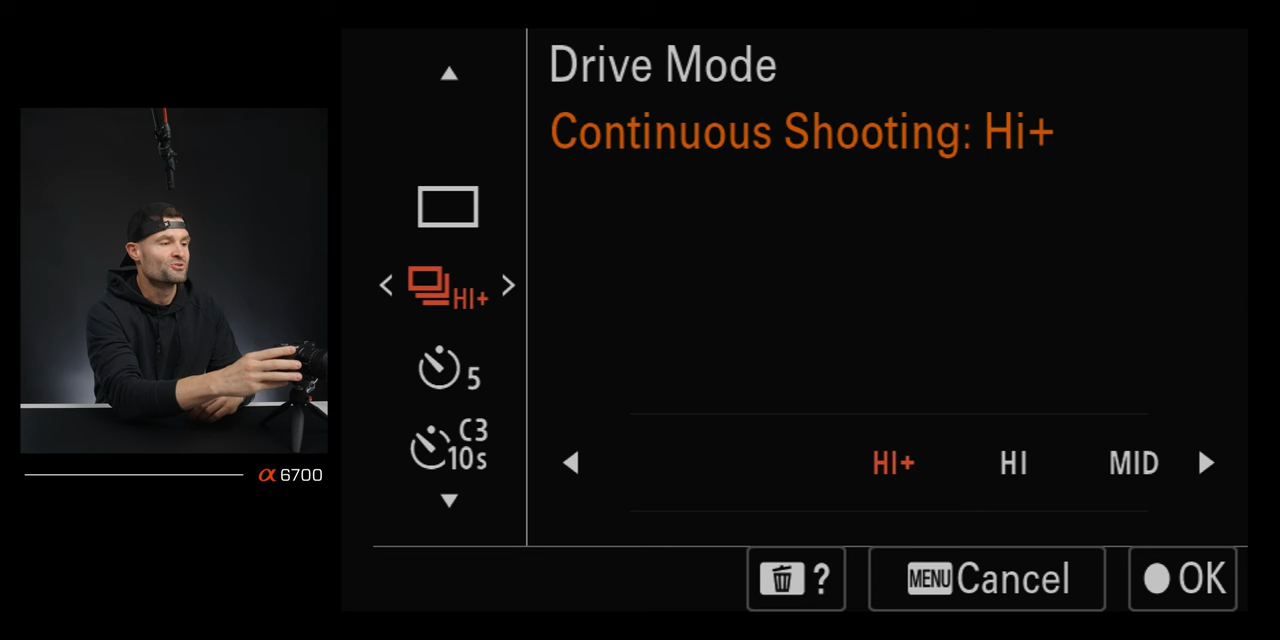 Drive Mode
Continuous Shooting: Hi+
HI+
5
C3
10s
HI+ HI MID
α 6700
? MENU Cancel OK